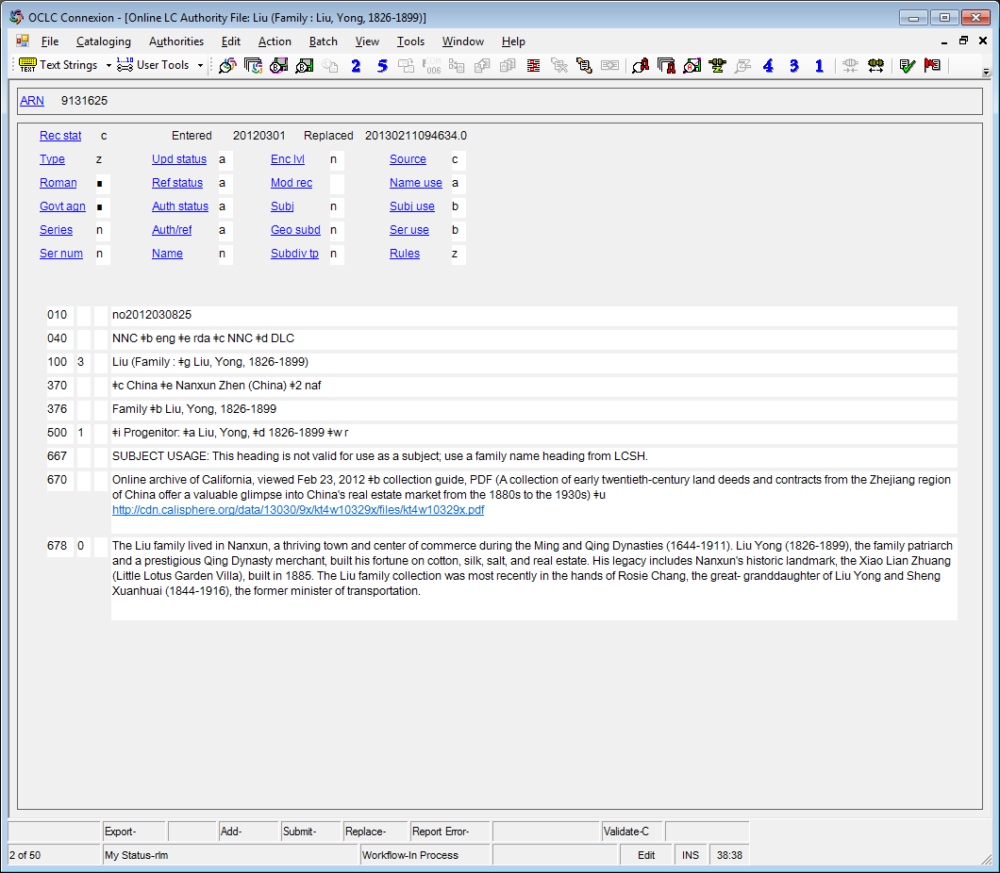 OCLC Connexion - [Online LC Authority File: Liu (Family : Liu, Yong, 1826-1899)]
File Cataloging Authorities Edit Action Batch View Tools Window Help
TEXT Text Strings 1...10 User Tools 2 5 006 4 3 1
ARN 9131625
Rec stat c Entered 20120301 Replaced 20130211094634.0
Type z Upd status a Enc lvl n Source c
Roman ■ Ref status a Mod rec Name use a
Govt agn ■ Auth status a Subj n Subj use b
Series n Auth/ref a Geo subd n Ser use b
Ser num n Name n Subdiv tp n Rules z
010 no2012030825
040 NNC ǂb eng ǂe rda ǂc NNC ǂd DLC
100 3 Liu (Family : ǂg Liu, Yong, 1826-1899)
370 ǂc China ǂe Nanxun Zhen (China) ǂ2 naf
376 Family ǂb Liu, Yong, 1826-1899
500 1 ǂi Progenitor: ǂa Liu, Yong, ǂd 1826-1899 ǂw r
667 SUBJECT USAGE: This heading is not valid for use as a subject; use a family name heading from LCSH.
670 Online archive of California, viewed Feb 23, 2012 ǂb collection guide, PDF (A collection of early twentieth-century land deeds and contracts from the Zhejiang region
of China offer a valuable glimpse into China's real estate market from the 1880s to the 1930s) ǂu
http://cdn.calisphere.org/data/13030/9x/kt4w10329x/files/kt4w10329x.pdf
678 0 The Liu family lived in Nanxun, a thriving town and center of commerce during the Ming and Qing Dynasties (1644-1911). Liu Yong (1826-1899), the family patriarch
and a prestigious Qing Dynasty merchant, built his fortune on cotton, silk, salt, and real estate. His legacy includes Nanxun's historic landmark, the Xiao Lian Zhuang
(Little Lotus Garden Villa), built in 1885. The Liu family collection was most recently in the hands of Rosie Chang, the great- granddaughter of Liu Yong and Sheng
Xuanhuai (1844-1916), the former minister of transportation.
Export- Add- Submit- Replace- Report Error- Validate-C
2 of 50 My Status-rlm Workflow-In Process Edit INS 38:38